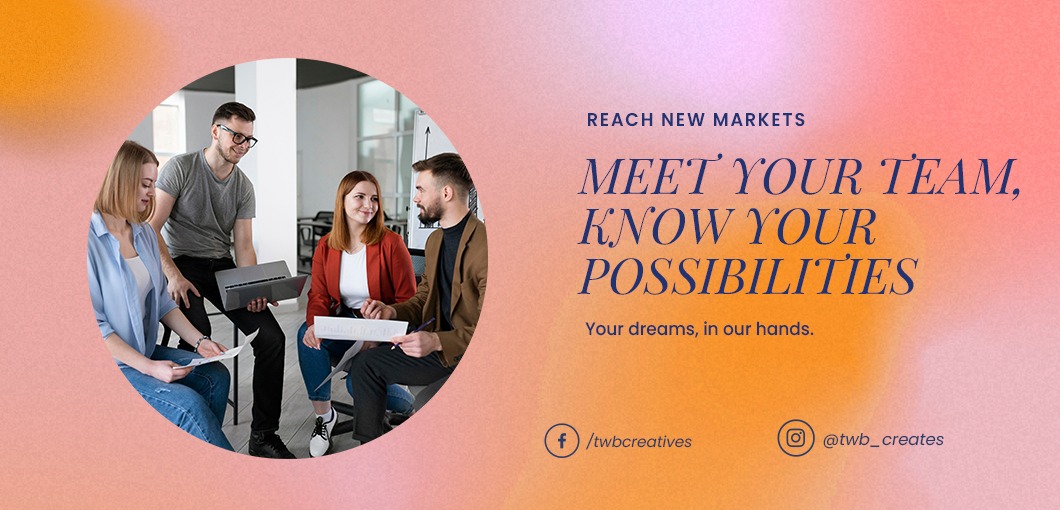 REACH NEW MARKETS
MEET YOUR TEAM,
KNOW YOUR
POSSIBILITIES
Your dreams, in our hands.
/twbcreatives
@twb_creates